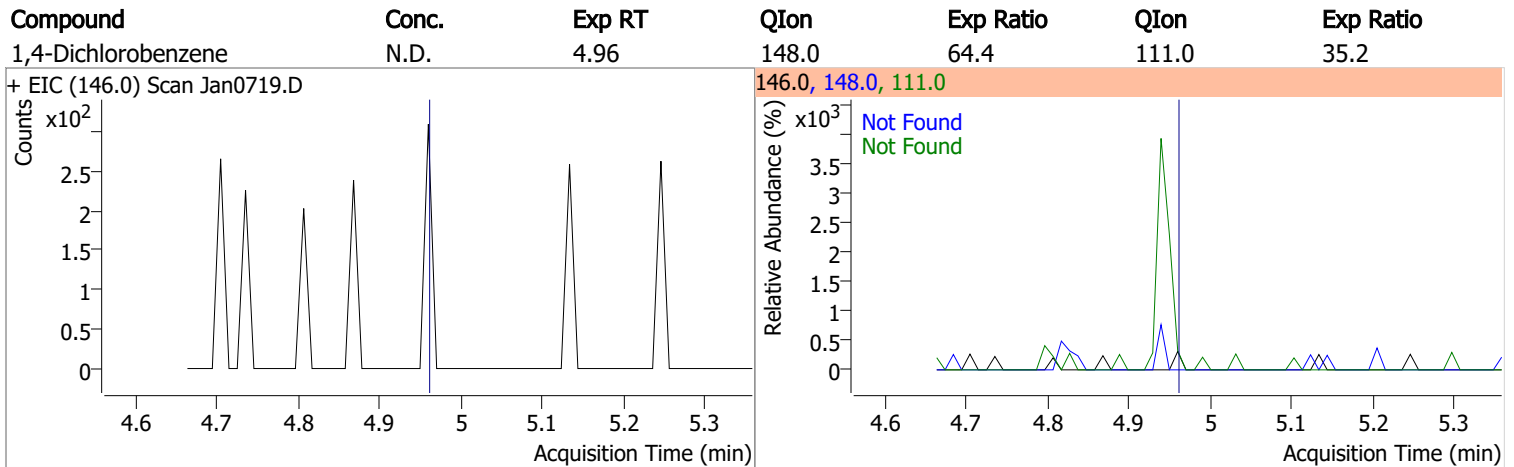 Compound Conc. Exp RT QIon Exp Ratio QIon Exp Ratio
1,4-Dichlorobenzene N.D. 4.96 148.0 64.4 111.0 35.2
+ EIC (146.0) Scan Jan0719.D
Counts
x10²
2.5
2
1.5
1
0.5
0
4.6 4.7 4.8 4.9 5 5.1 5.2 5.3
Acquisition Time (min)
146.0, 148.0, 111.0
Relative Abundance (%)
x10³
Not Found
Not Found
3.5
3
2.5
2
1.5
1
0.5
0
4.6 4.7 4.8 4.9 5 5.1 5.2 5.3
Acquisition Time (min)